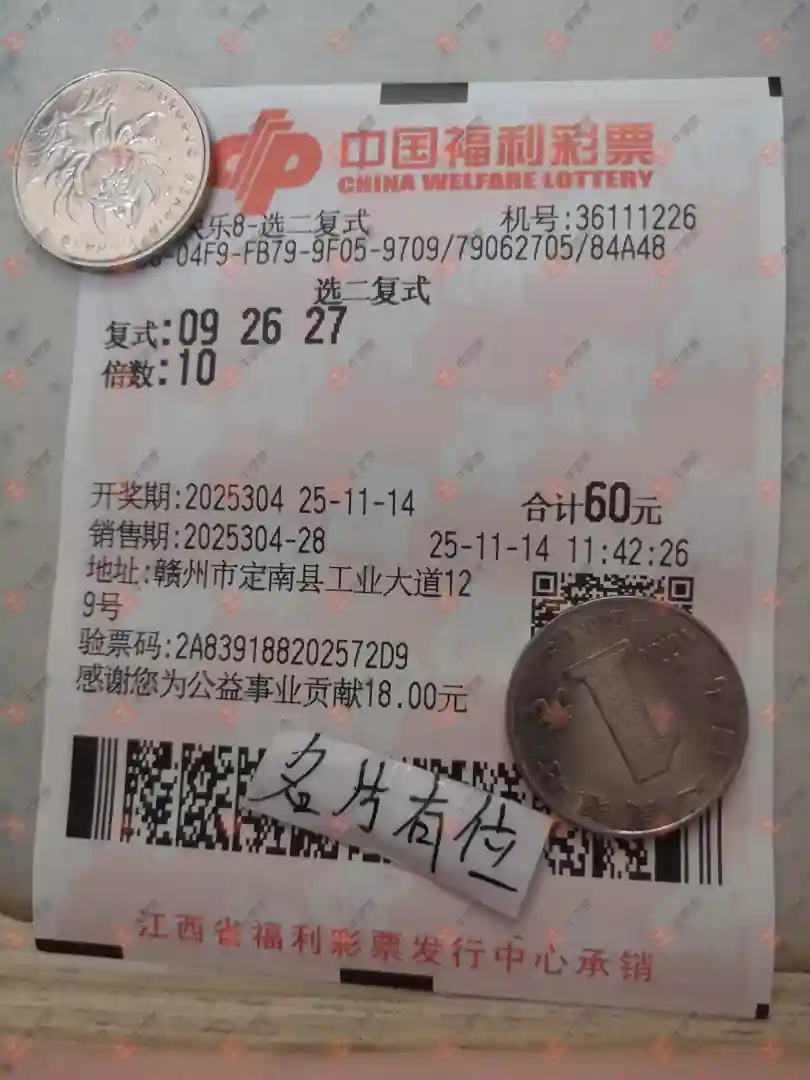 中国福利彩票
CHINA WELFARE LOTTERY
乐8-选二复式 机号:36111226
-04F9-FB79-9F05-9709/79062705/84A48
选二复式
复式:09 26 27
倍数:10
开奖期:2025304 25-11-14 合计60元
销售期:2025304-28 25-11-14 11:42:26
地址:赣州市定南县工业大道12
9号
验票码:2A839188202572D9
感谢您为公益事业贡献18.00元
名片有位
江西省福利彩票发行中心承销